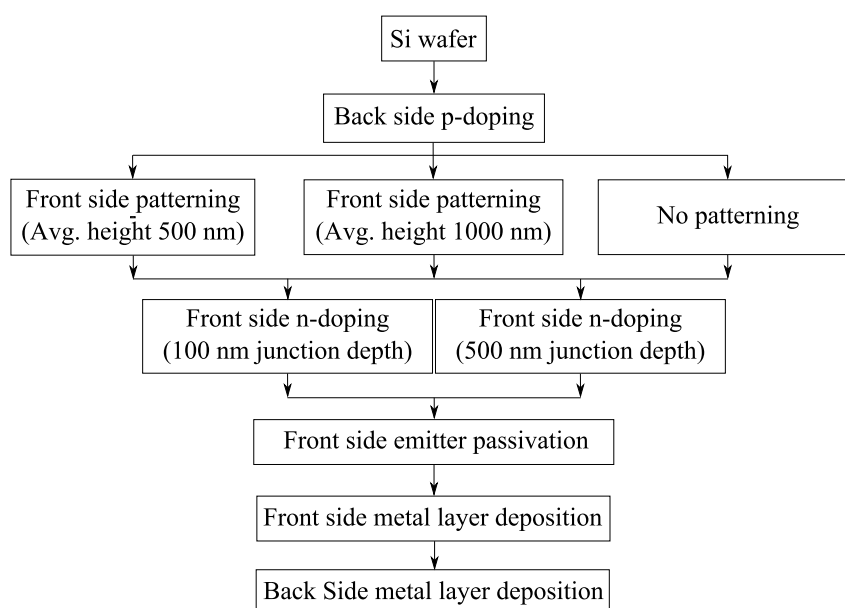 Si wafer
Back side p-doping
Front side patterning
(Avg. height 500 nm)
Front side patterning
(Avg. height 1000 nm)
No patterning
Front side n-doping
(100 nm junction depth)
Front side n-doping
(500 nm junction depth)
Front side emitter passivation
Front side metal layer deposition
Back Side metal layer deposition